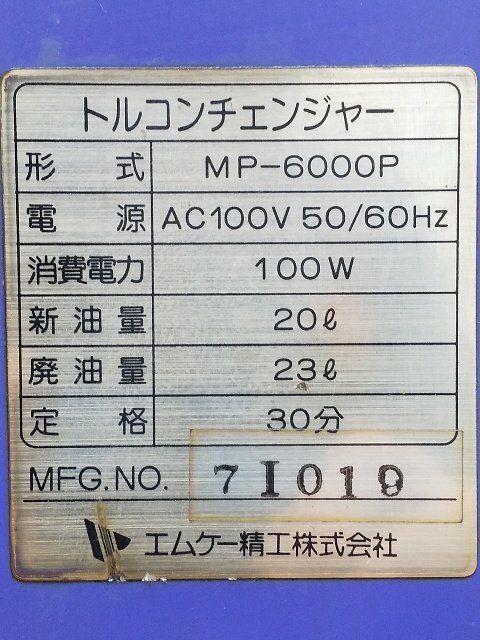 トルコンチェンジャー
形 式 MP-6000P
電 源 AC100V 50/60Hz
消費電力 100W
新油量 20ℓ
廃油量 23ℓ
定 格 30分
MFG.NO. 7I019
エムケー精工株式会社